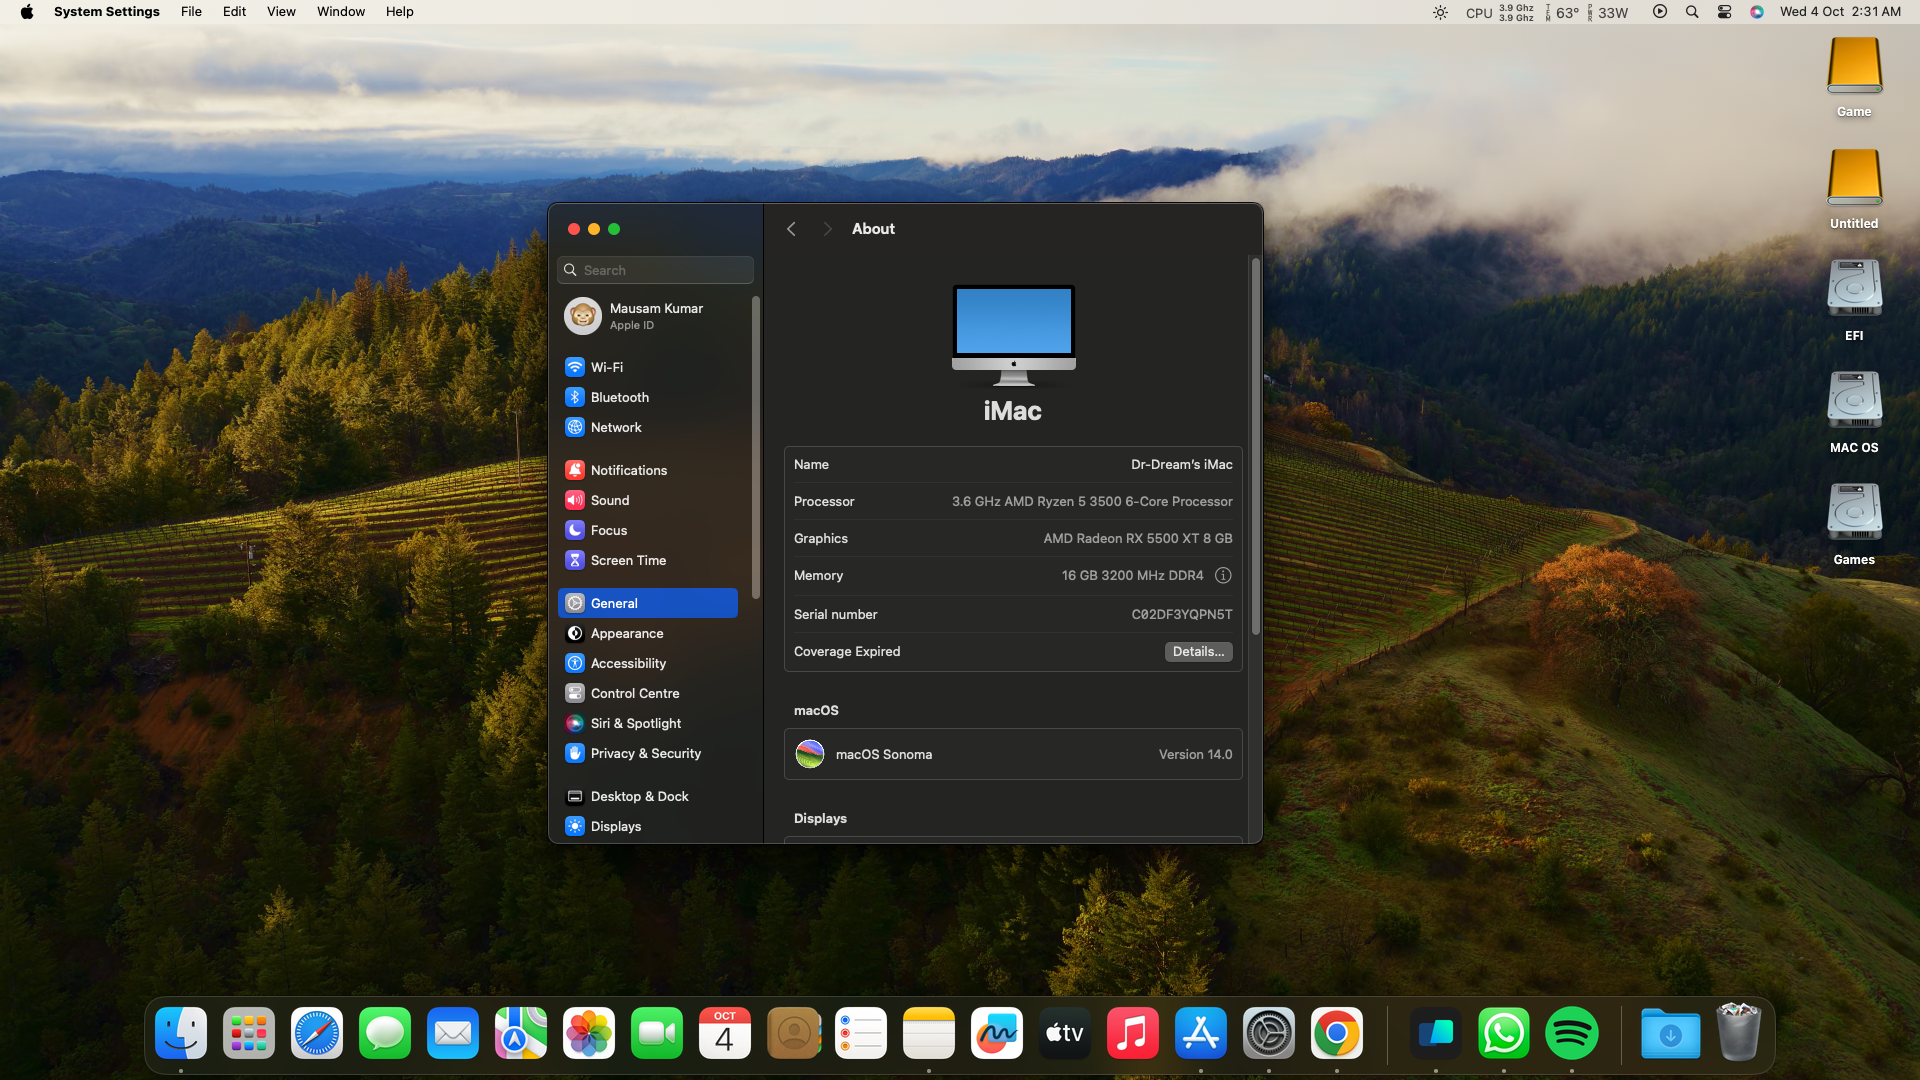 System Settings File Edit View Window Help
CPU 3.9 Ghz 3.9 Ghz TEM 63° PWR 33W Wed 4 Oct 2:31 AM
Game
Untitled
EFI
MAC OS
Games
Search
Mausam Kumar
Apple ID
Wi-Fi
Bluetooth
Network
Notifications
Sound
Focus
Screen Time
General
Appearance
Accessibility
Control Centre
Siri & Spotlight
Privacy & Security
Desktop & Dock
Displays
About
iMac
Name Dr-Dream's iMac
Processor 3.6 GHz AMD Ryzen 5 3500 6-Core Processor
Graphics AMD Radeon RX 5500 XT 8 GB
Memory 16 GB 3200 MHz DDR4
Serial number C02DF3YQPN5T
Coverage Expired Details...
macOS
macOS Sonoma Version 14.0
Displays
OCT
4
tv